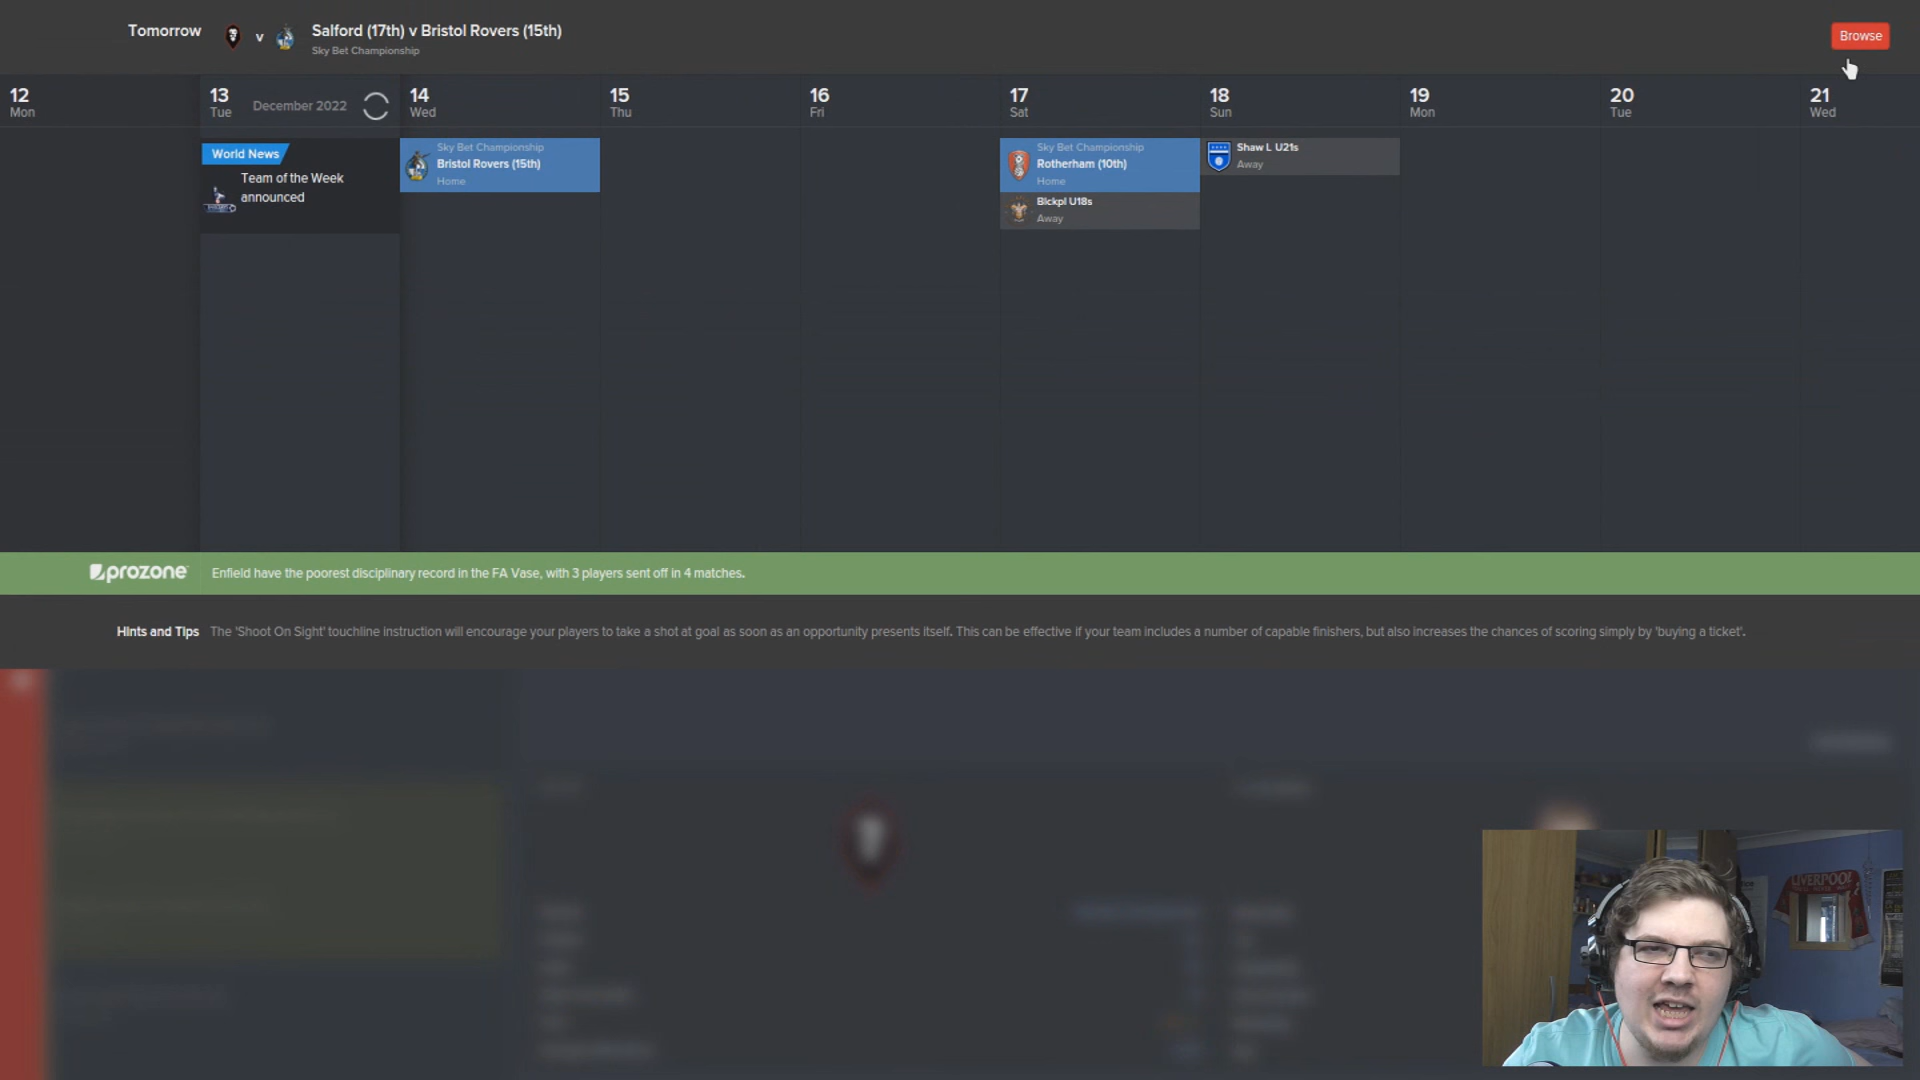 Tomorrow
v
Salford (17th) v Bristol Rovers (15th)
Sky Bet Championship
Browse
12
Mon
13
Tue
December 2022
14
Wed
15
Thu
16
Fri
17
Sat
18
Sun
19
Mon
20
Tue
21
Wed
World News
Team of the Week
announced
Sky Bet Championship
Bristol Rovers (15th)
Home
Sky Bet Championship
Rotherham (10th)
Home
Blckpl U18s
Away
Shaw L U21s
Away
prozone
Enfield have the poorest disciplinary record in the FA Vase, with 3 players sent off in 4 matches.
Hints and Tips
The 'Shoot On Sight' touchline instruction will encourage your players to take a shot at goal as soon as an opportunity presents itself. This can be effective if your team includes a number of capable finishers, but also increases the chances of scoring simply by 'buying a ticket'.
LIVERPOOL